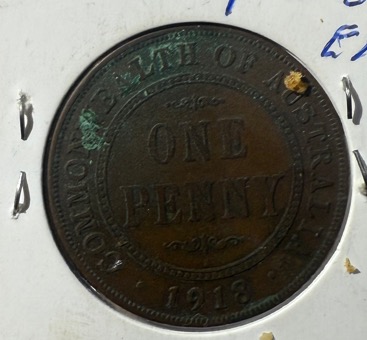 COMMONWEALTH OF AUSTRALIA
ONE
PENNY
1918